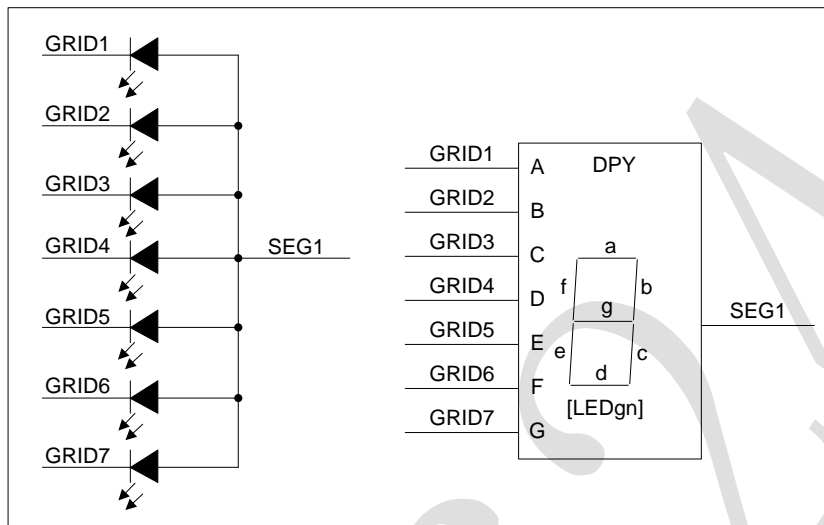 GRID1
GRID2
GRID3
GRID4
GRID5
GRID6
GRID7
SEG1
GRID1
GRID2
GRID3
GRID4
GRID5
GRID6
GRID7
A
B
C
D
E
F
G
DPY
a
f
b
g
e
c
d
[LEDgn]
SEG1